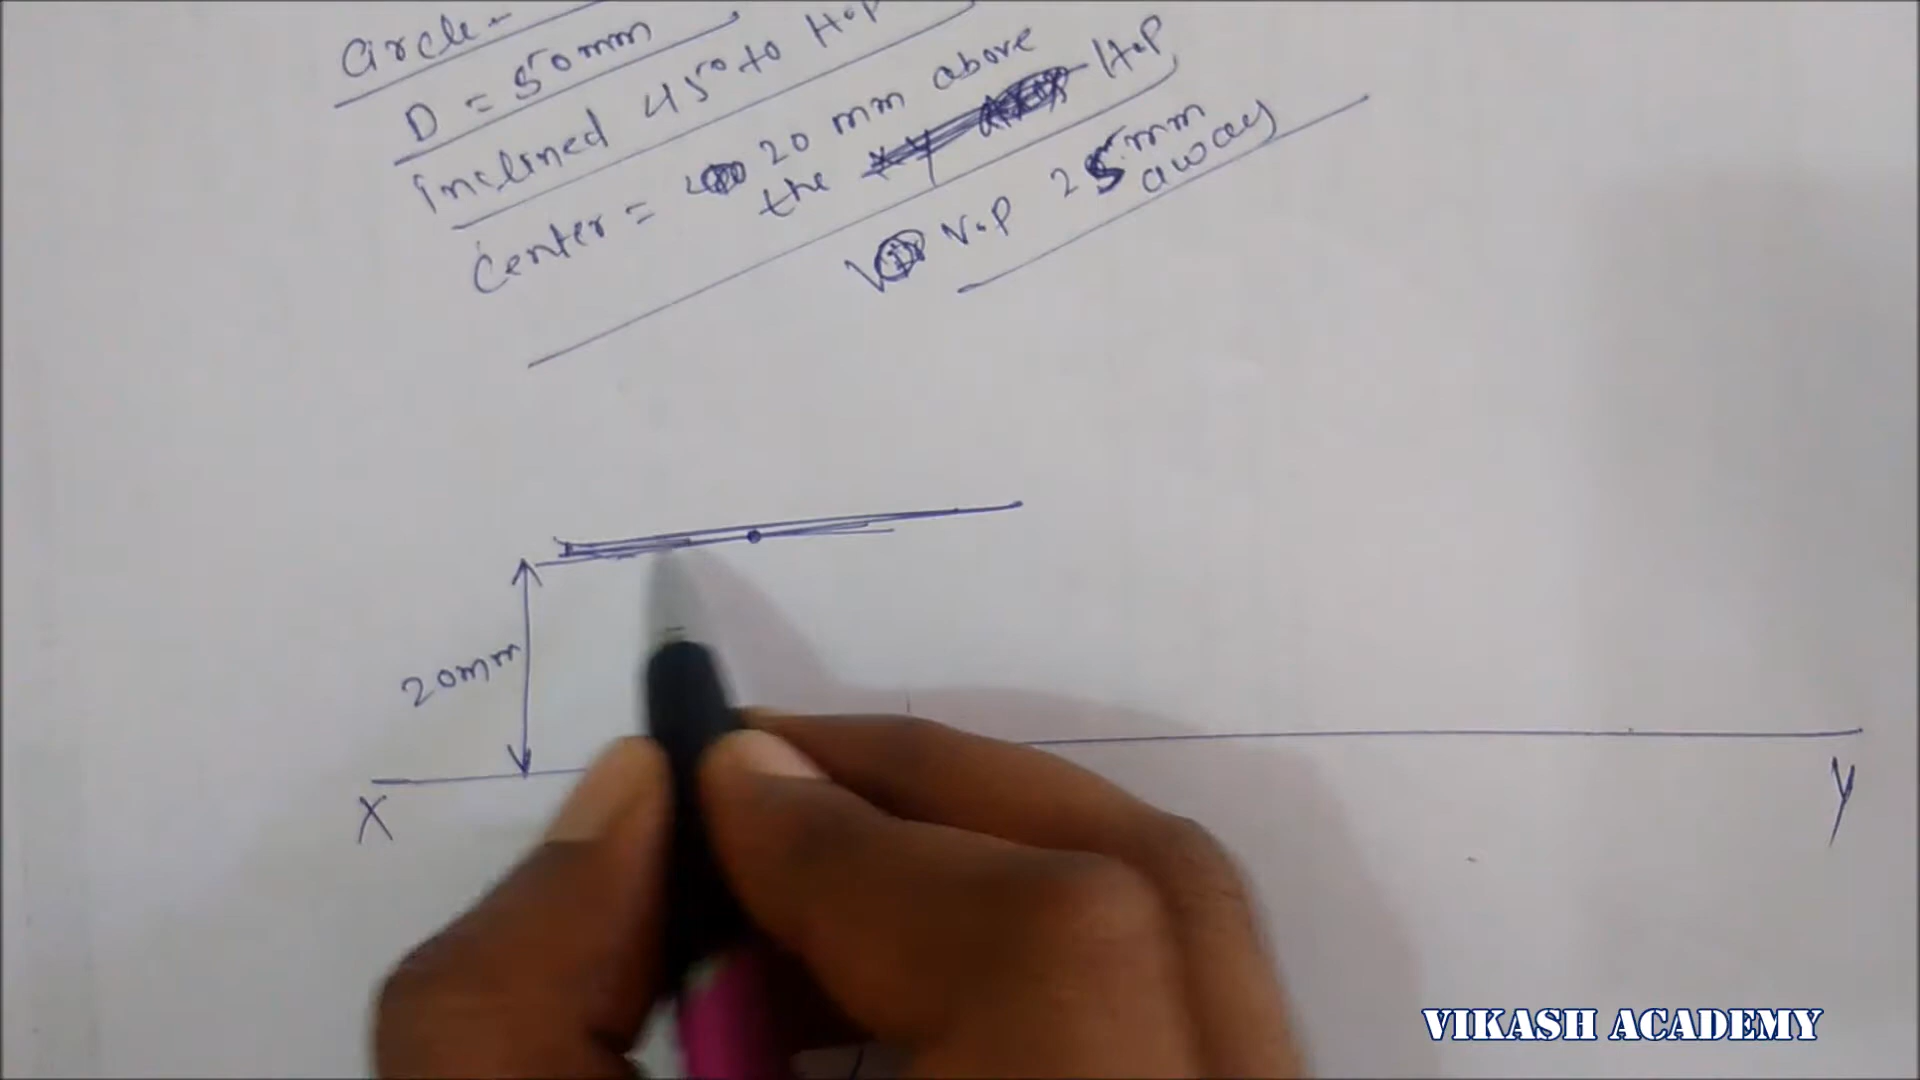 Circle -
D = 50mm
inclined 45° to H.P
Center = 20 mm above
the H.P
V.P 25mm
away
20mm
X
Y
VIKASH ACADEMY